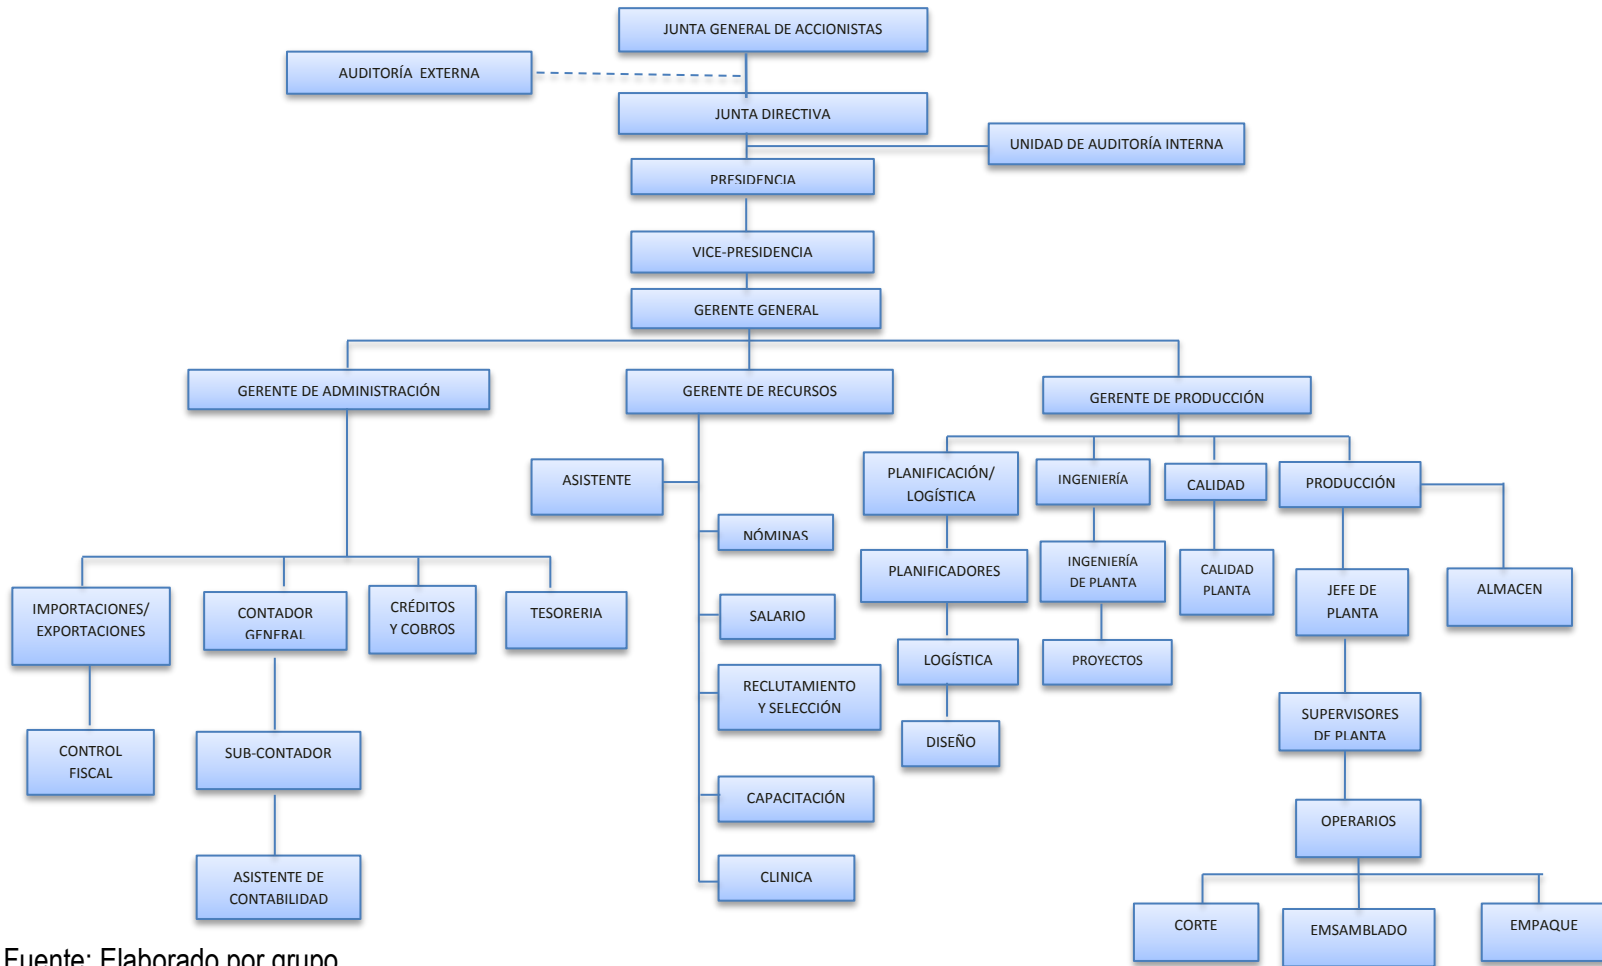 JUNTA GENERAL DE ACCIONISTAS
AUDITORÍA EXTERNA
JUNTA DIRECTIVA
UNIDAD DE AUDITORÍA INTERNA
PRESIDENCIA
VICE-PRESIDENCIA
GERENTE GENERAL
GERENTE DE ADMINISTRACIÓN
GERENTE DE RECURSOS
GERENTE DE PRODUCCIÓN
ASISTENTE
PLANIFICACIÓN/
LOGÍSTICA
INGENIERÍA
CALIDAD
PRODUCCIÓN
NÓMINAS
PLANIFICADORES
INGENIERÍA
DE PLANTA
CALIDAD
PLANTA
JEFE DE
PLANTA
ALMACEN
IMPORTACIONES/
EXPORTACIONES
CONTADOR
GENERAL
CRÉDITOS
Y COBROS
TESORERIA
SALARIO
LOGÍSTICA
PROYECTOS
RECLUTAMIENTO
Y SELECCIÓN
SUPERVISORES
DE PLANTA
CONTROL
FISCAL
SUB-CONTADOR
DISEÑO
CAPACITACIÓN
OPERARIOS
ASISTENTE DE
CONTABILIDAD
CLINICA
CORTE
EMSAMBLADO
EMPAQUE
Fuente: Elaborado por grupo